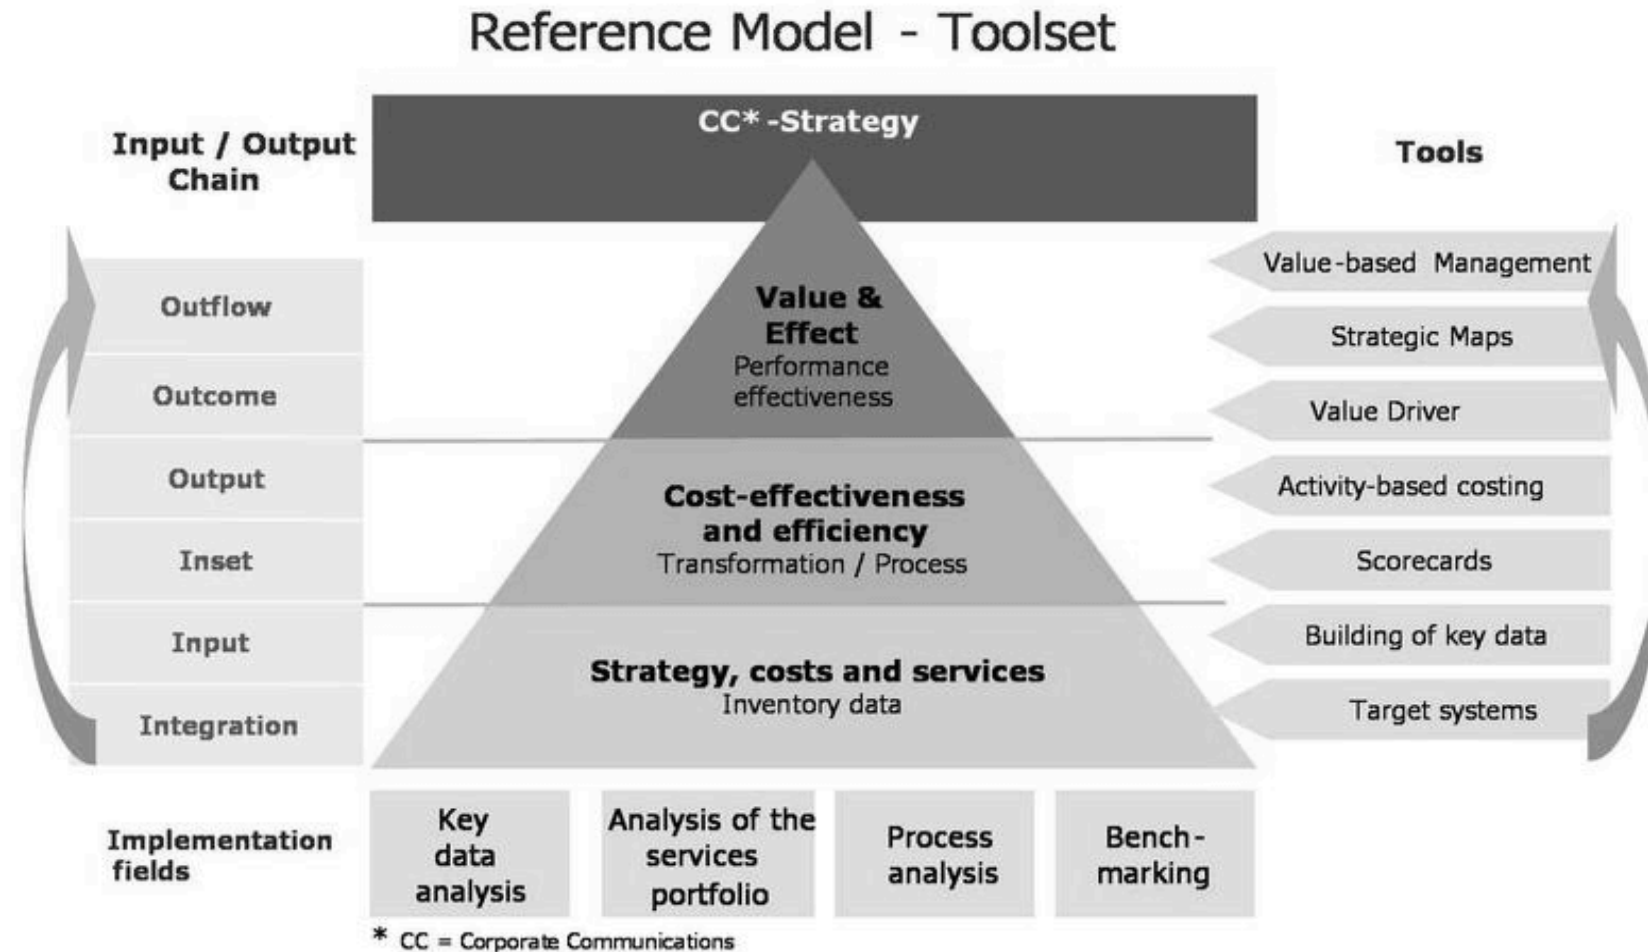 Reference Model - Toolset
CC* -Strategy
Input / Output
Chain
Tools
Outflow
Outcome
Output
Inset
Input
Integration
Value &
Effect
Performance
effectiveness
Cost-effectiveness
and efficiency
Transformation / Process
Strategy, costs and services
Inventory data
Value-based Management
Strategic Maps
Value Driver
Activity-based costing
Scorecards
Building of key data
Target systems
Implementation
fields
Key
data
analysis
Analysis of the
services
portfolio
Process
analysis
Bench-
marking
* CC = Corporate Communications